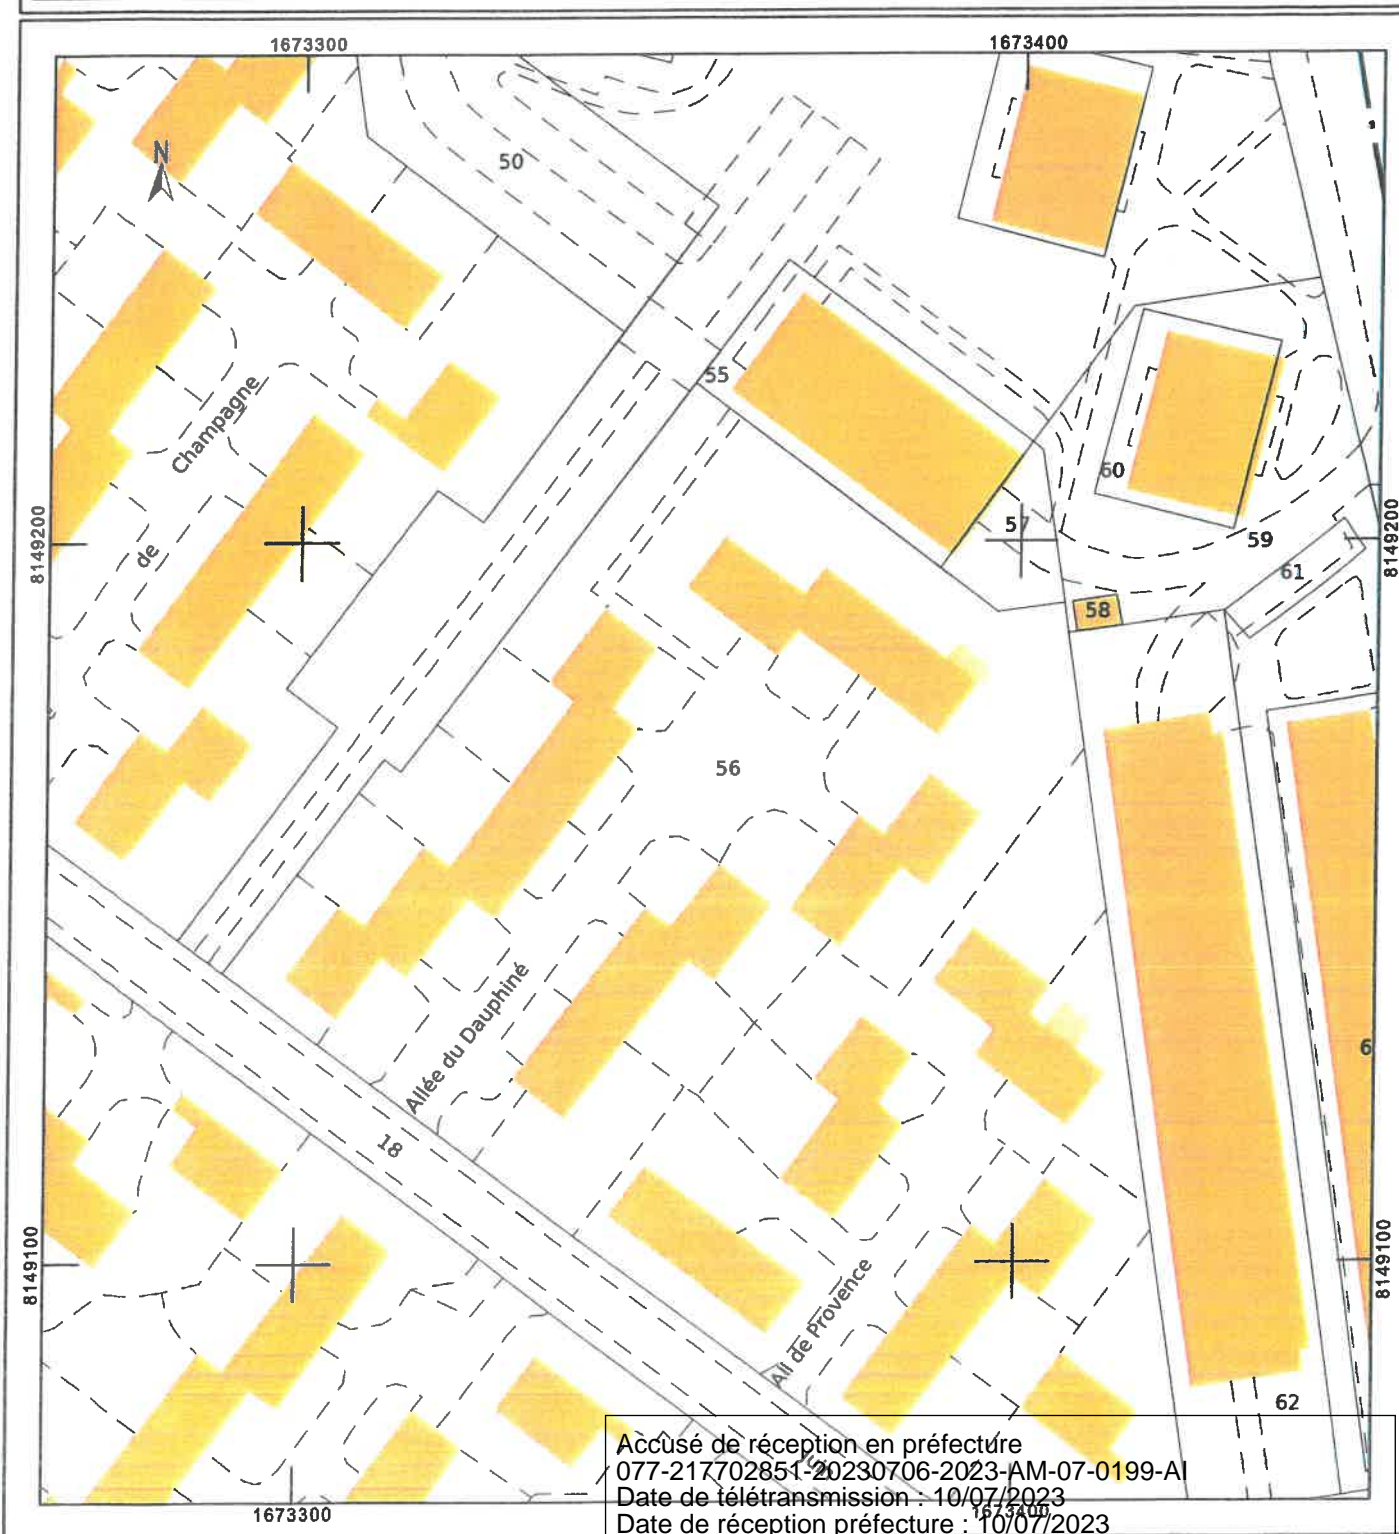 1673300
1673400
N
50
55
Champagne
de
8149200
60
57
59
61
58
8149200
56
Allée du Dauphiné
18
6
8149100
8149100
All de Provence
62
Accusé de réception en préfecture
077-217702851-20230706-2023-AM-07-0199-AI
Date de télétransmission : 10/07/2023
Date de réception préfecture : 10/07/2023
1673300
1673400